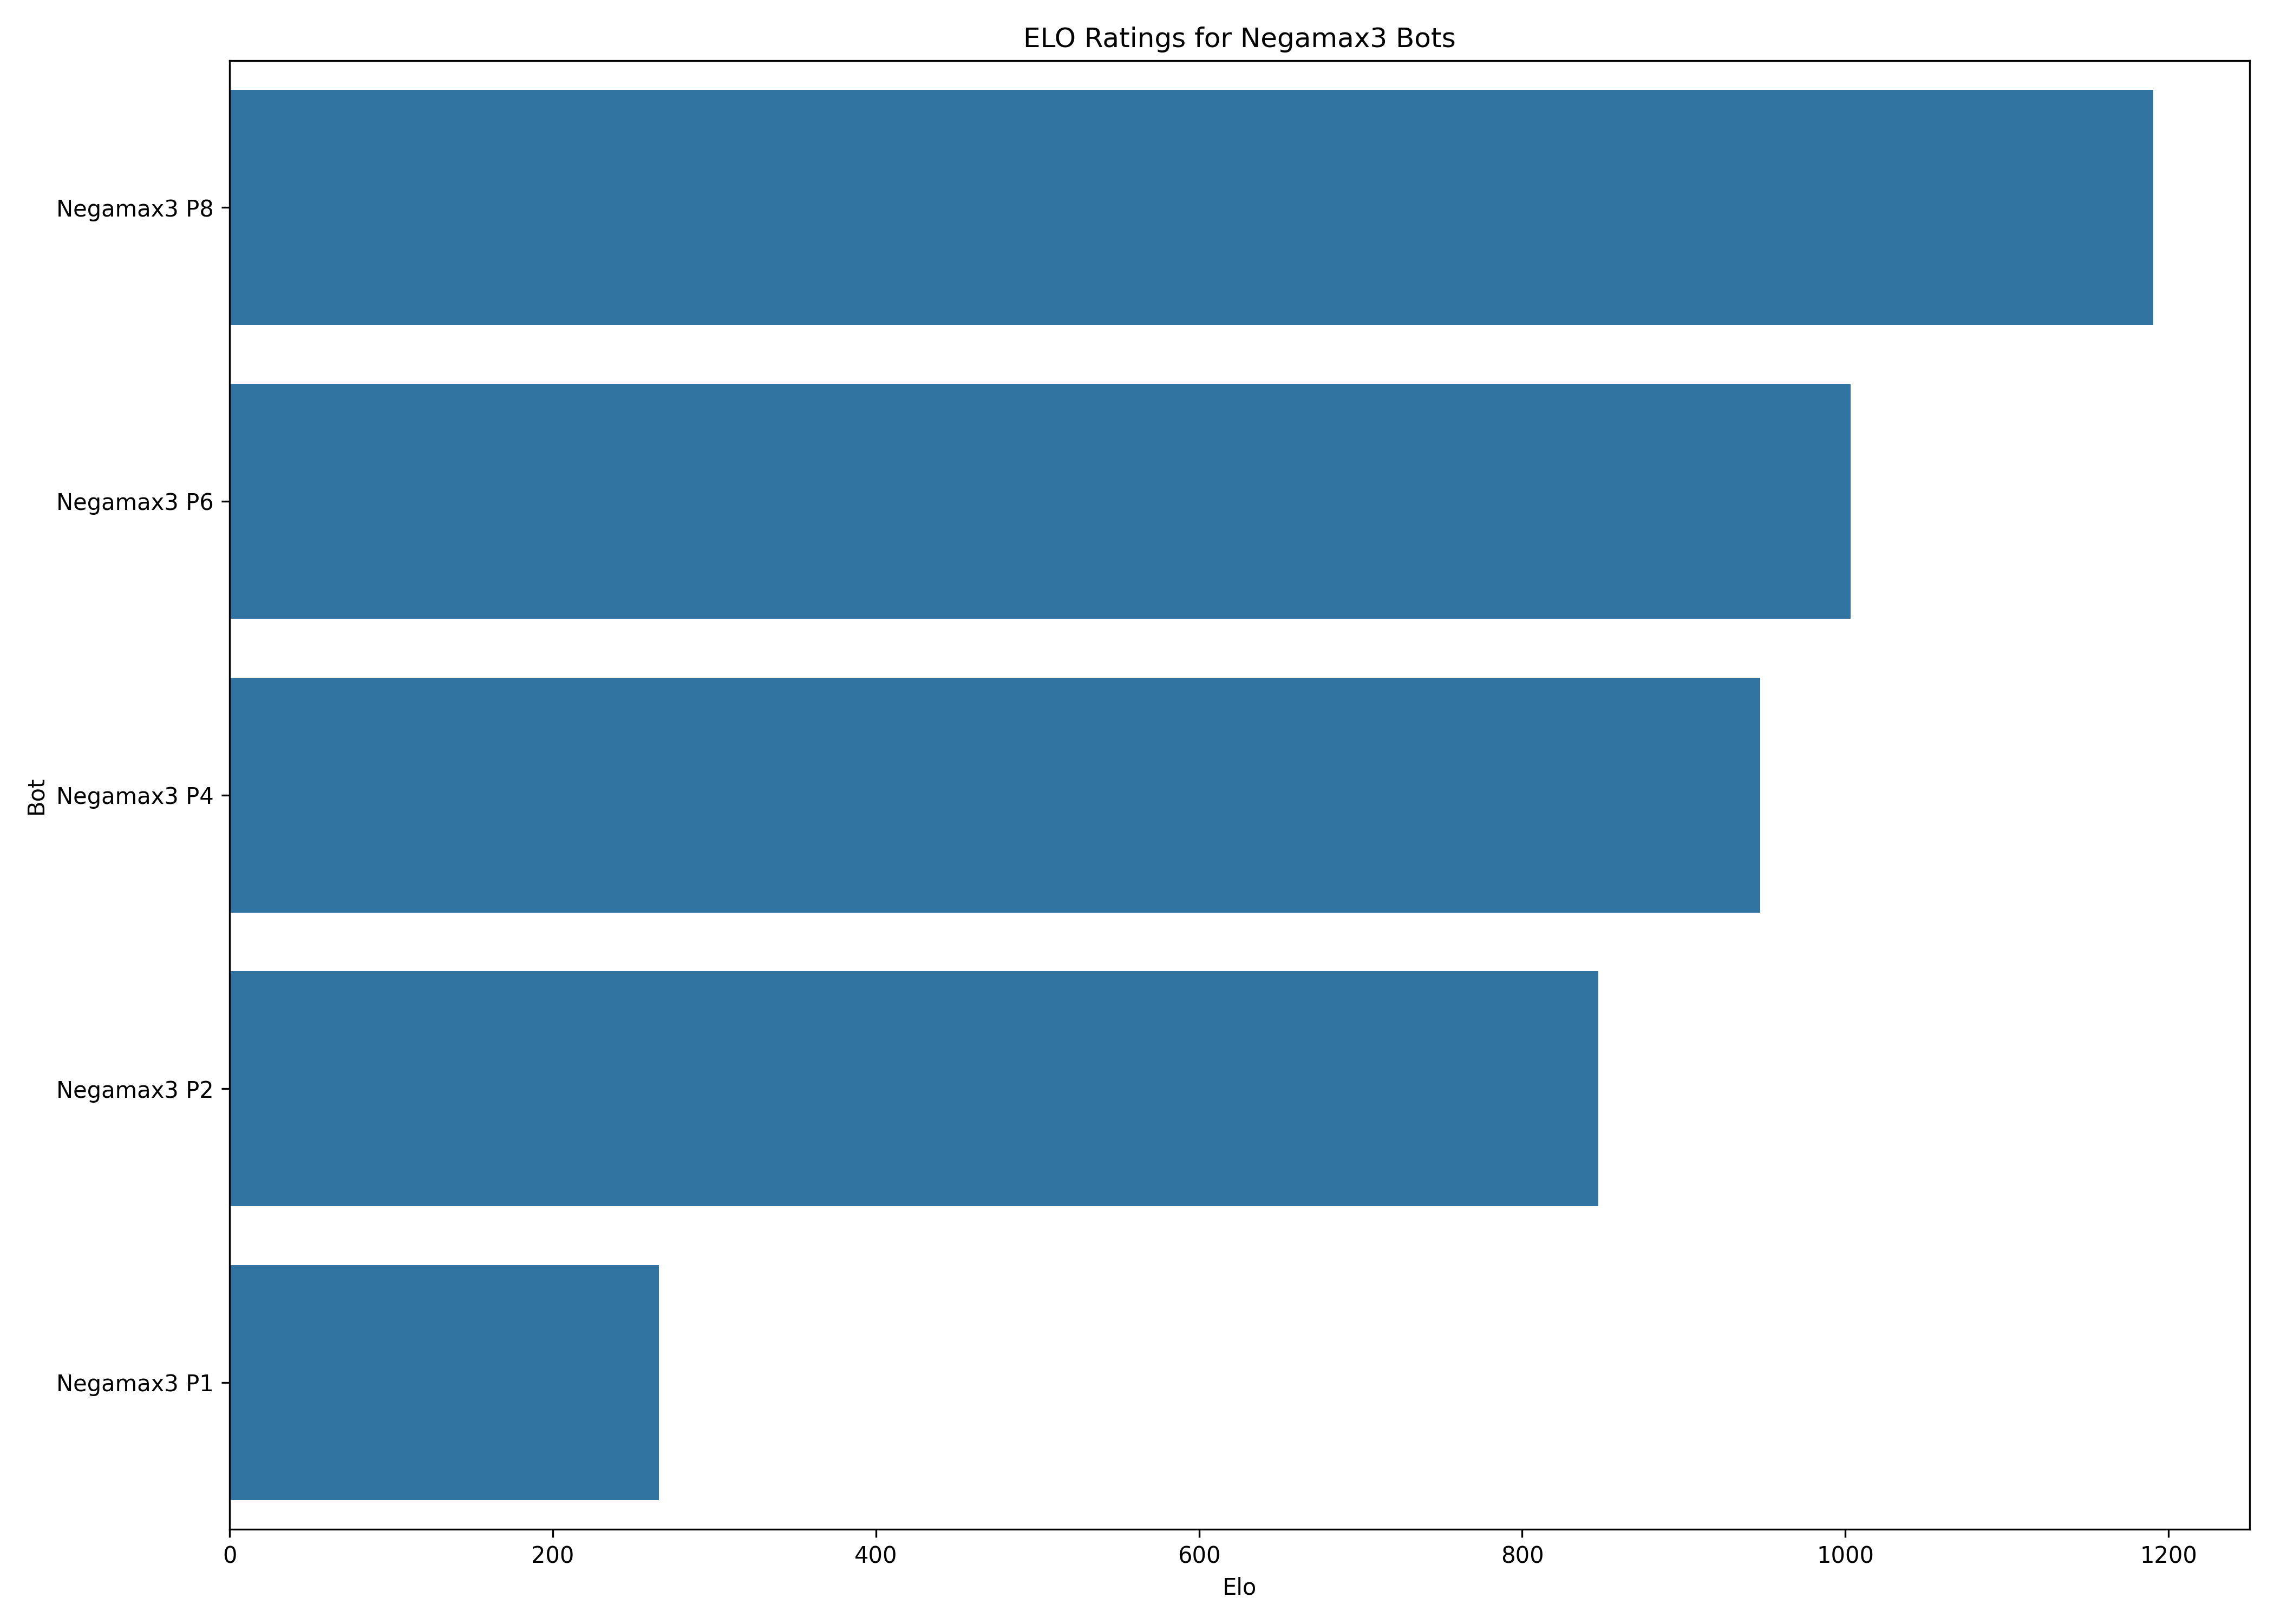 ELO Ratings for Negamax3 Bots
Negamax3 P8
Negamax3 P6
Negamax3 P4
Negamax3 P2
Negamax3 P1
Bot
0 200 400 600 800 1000 1200
Elo